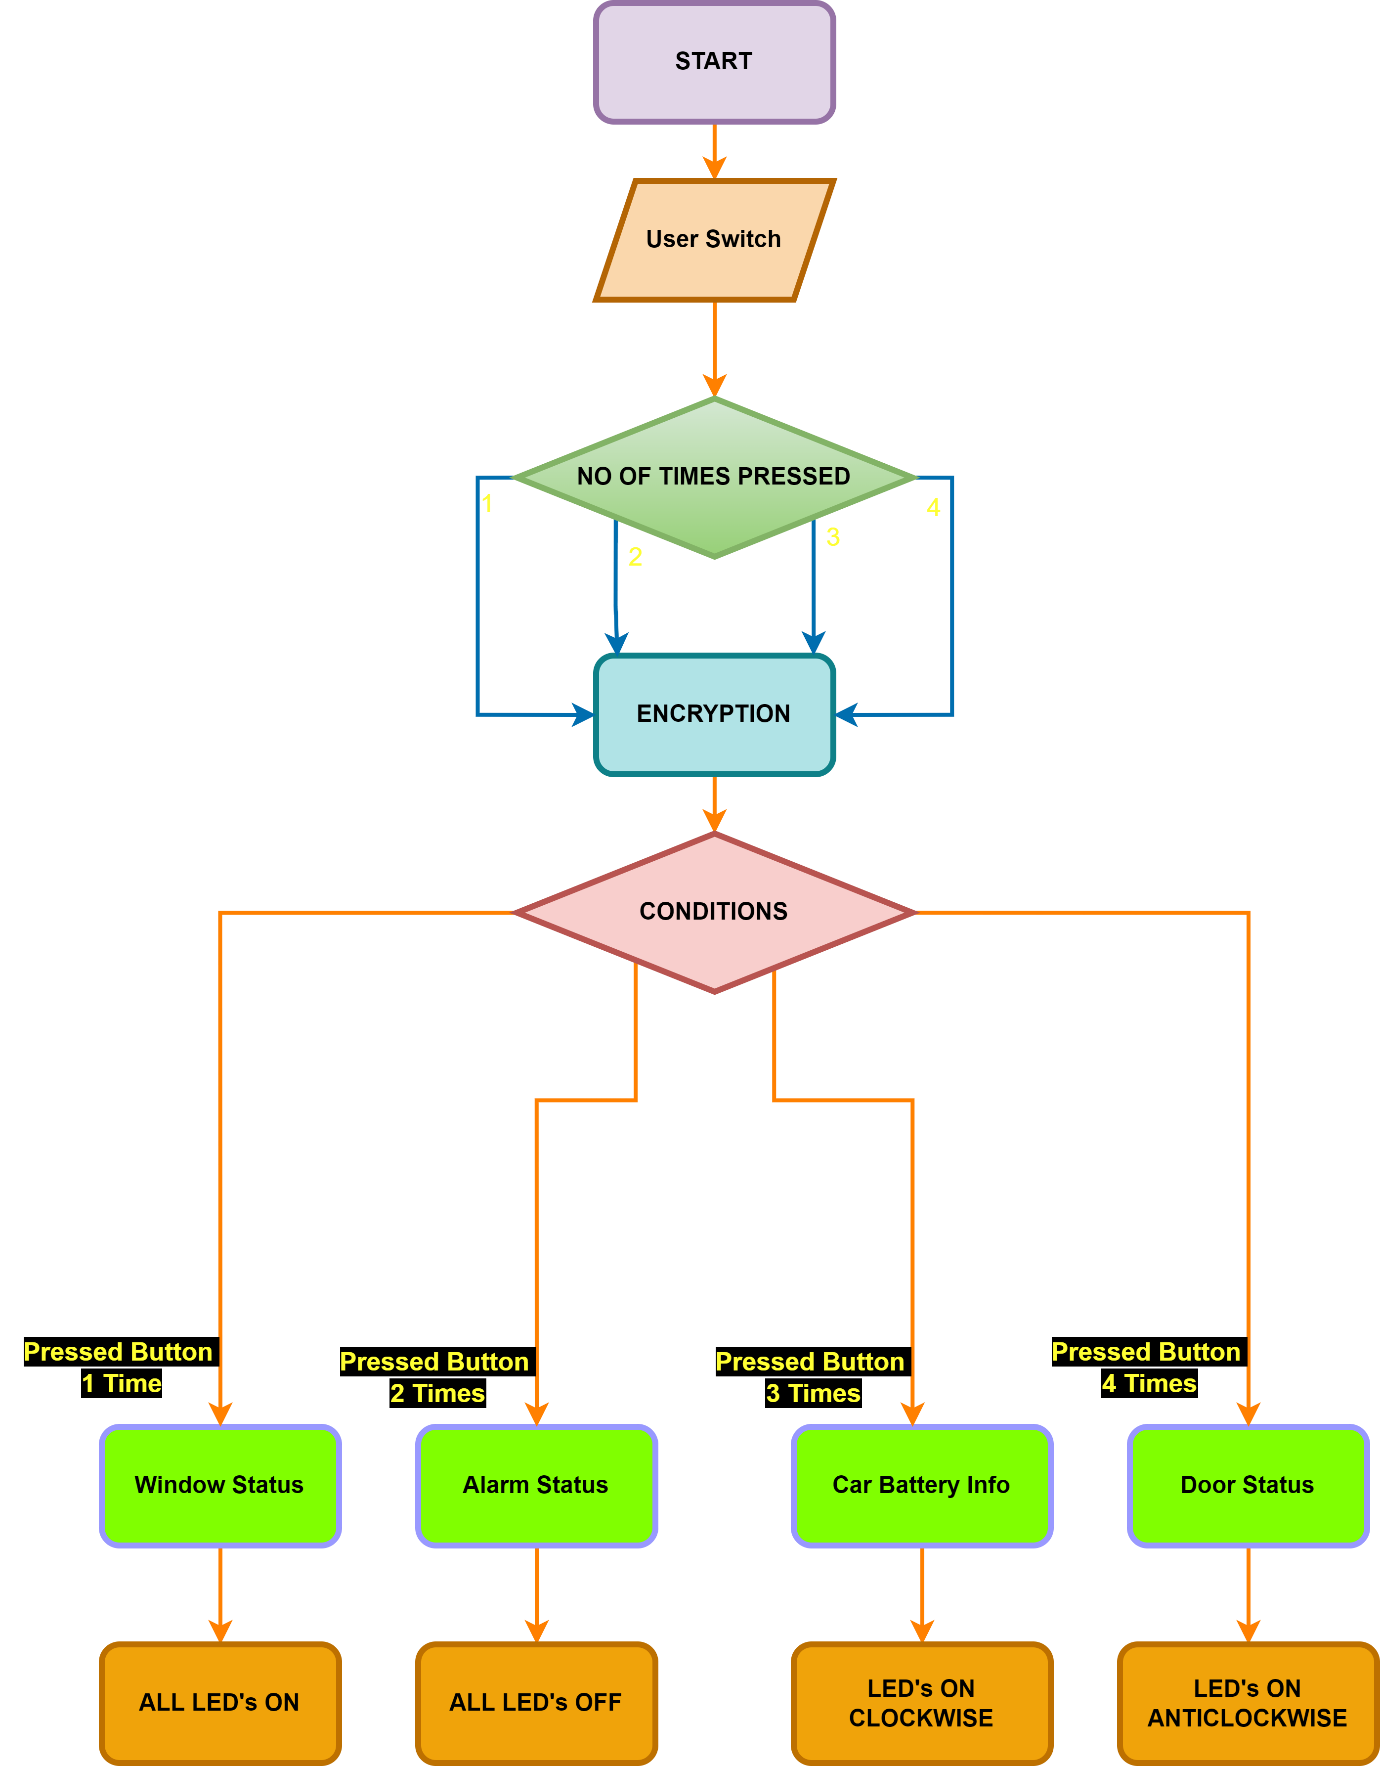 START
User Switch
NO OF TIMES PRESSED
1
4
3
2
ENCRYPTION
CONDITIONS
Pressed Button
1 Time
Pressed Button
2 Times
Pressed Button
3 Times
Pressed Button
4 Times
Window Status
Alarm Status
Car Battery Info
Door Status
ALL LED's ON
ALL LED's OFF
LED's ON
CLOCKWISE
LED's ON
ANTICLOCKWISE